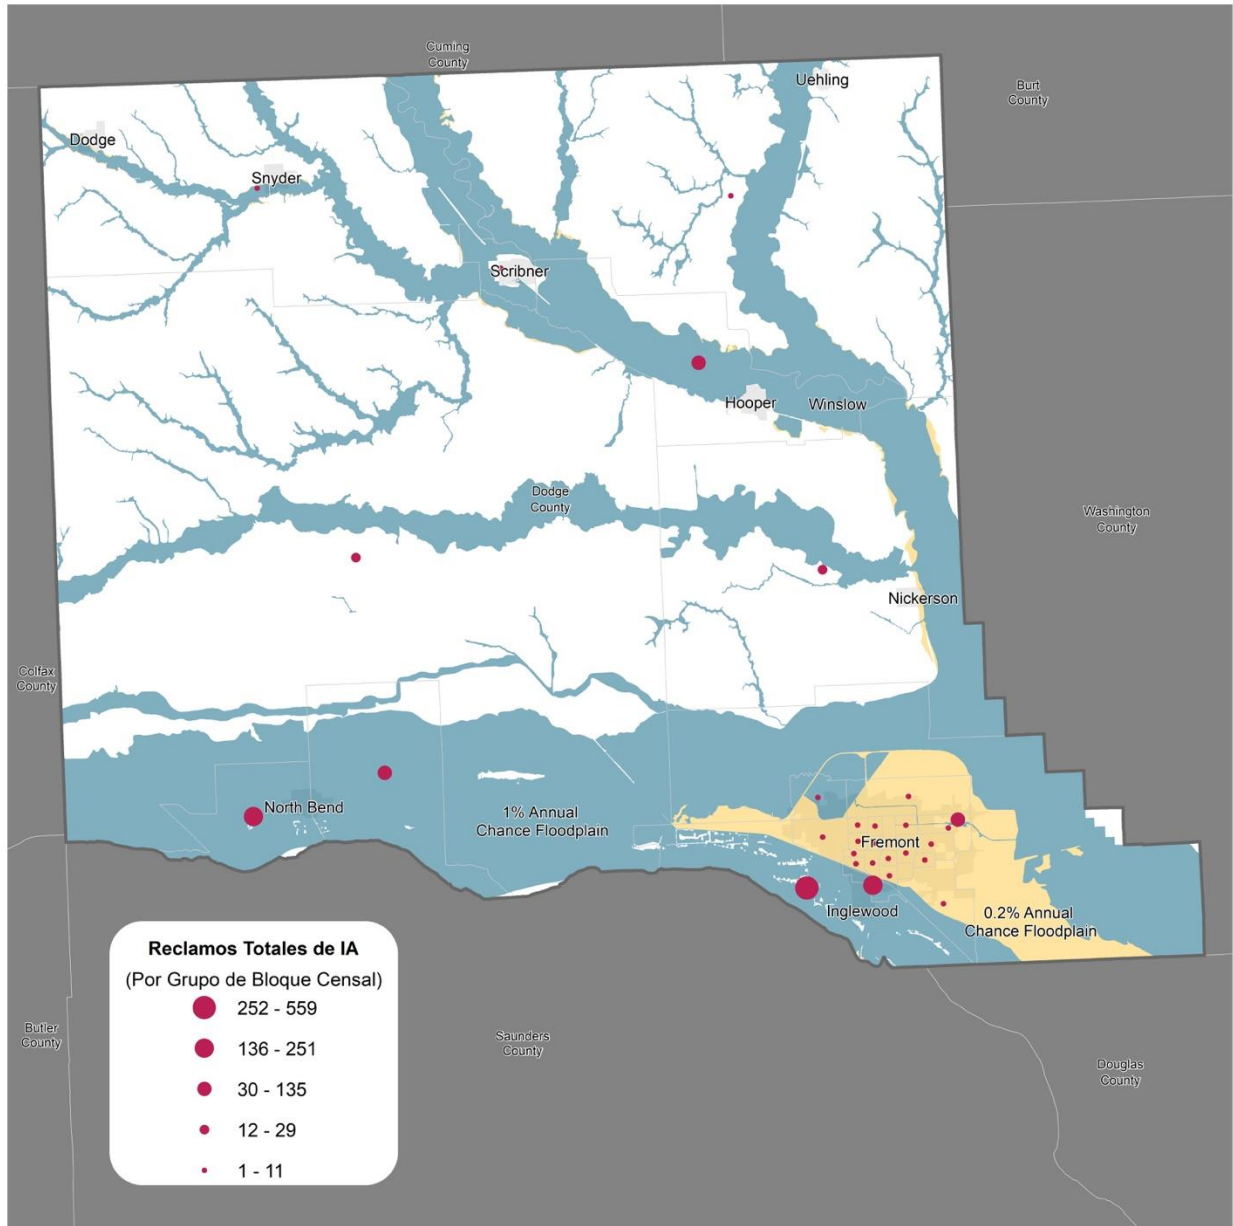 Cuming
County
Uehling
Burt
County
Dodge
Snyder
Scribner
Hooper
Winslow
Dodge
County
Washington
County
Nickerson
Colfax
County
North Bend
1% Annual
Chance Floodplain
Fremont
Inglewood
0.2% Annual
Chance Floodplain
Reclamos Totales de IA
(Por Grupo de Bloque Censal)
252 - 559
136 - 251
30 - 135
12 - 29
1 - 11
Butler
County
Saunders
County
Douglas
County